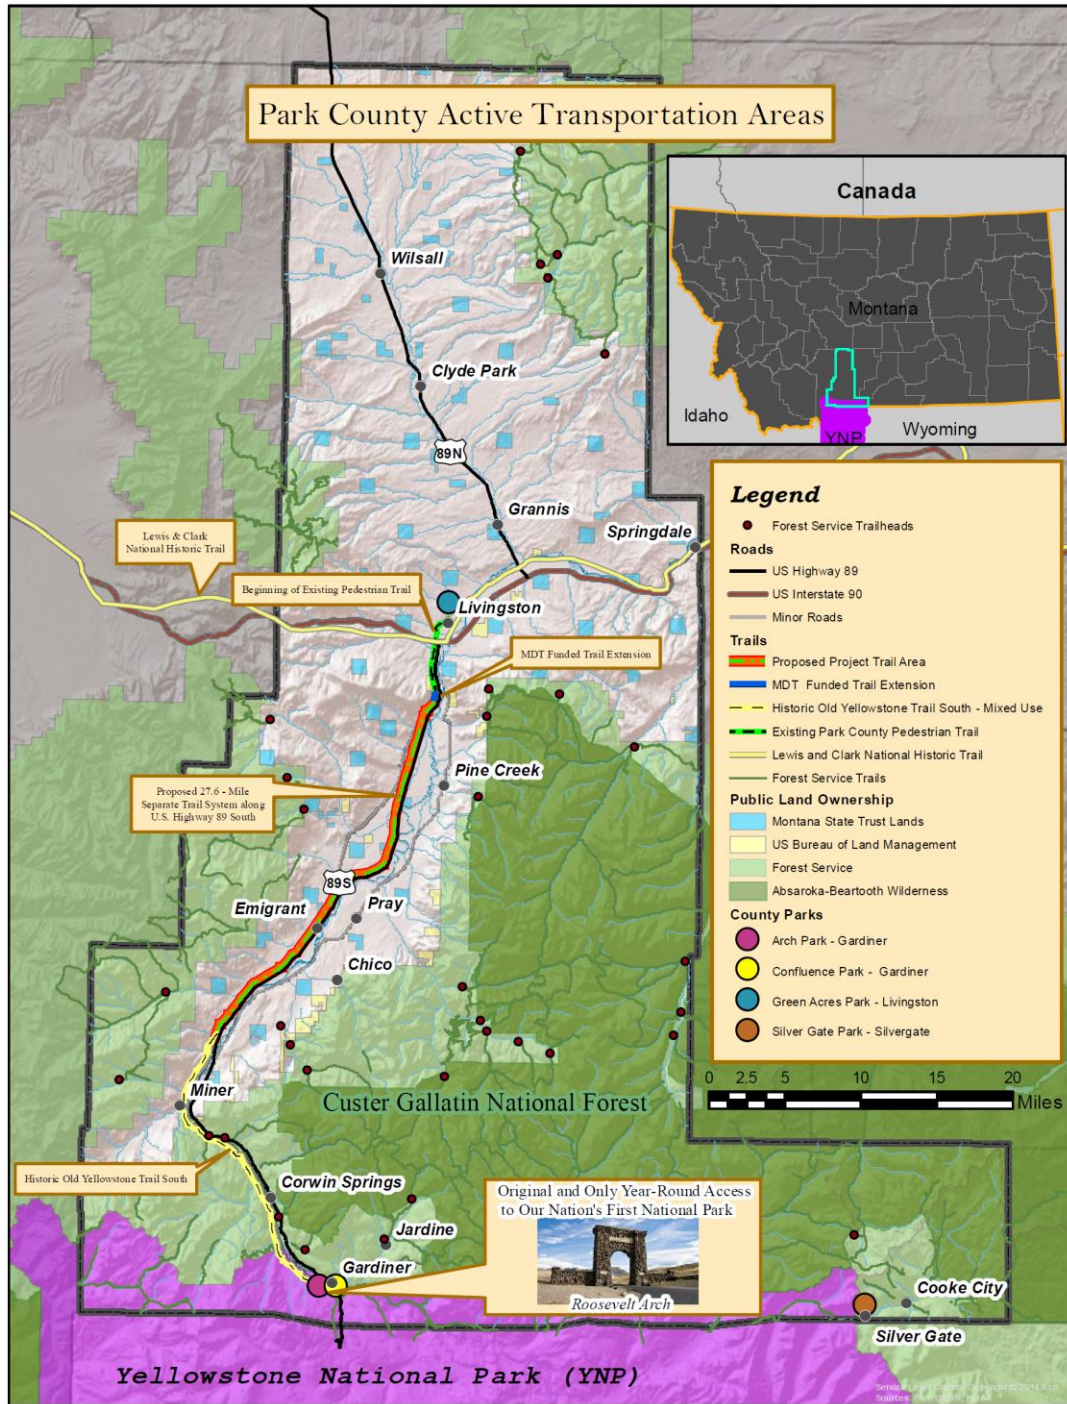 Park County Active Transportation Areas
Canada
Montana
Idaho
YNP
Wyoming
Wilsall
Clyde Park
89N
Grannis
Springdale
Lewis & Clark
National Historic Trail
Beginning of Existing Pedestrian Trail
Livingston
MDT Funded Trail Extension
Pine Creek
Proposed 27.6 - Mile
Separate Trail System along
U.S. Highway 89 South
89S
Emigrant
Pray
Chico
Miner
Custer Gallatin National Forest
Historic Old Yellowstone Trail South
Corwin Springs
Jardine
Gardiner
Original and Only Year-Round Access
to Our Nation's First National Park
Roosevelt Arch
Cooke City
Silver Gate
Yellowstone National Park (YNP)
Legend
Forest Service Trailheads
Roads
US Highway 89
US Interstate 90
Minor Roads
Trails
Proposed Project Trail Area
MDT Funded Trail Extension
Historic Old Yellowstone Trail South - Mixed Use
Existing Park County Pedestrian Trail
Lewis and Clark National Historic Trail
Forest Service Trails
Public Land Ownership
Montana State Trust Lands
US Bureau of Land Management
Forest Service
Absaroka-Beartooth Wilderness
County Parks
Arch Park - Gardiner
Confluence Park - Gardiner
Green Acres Park - Livingston
Silver Gate Park - Silvergate
0 2.5 5 10 15 20
Miles
Copyright © 2014 Esri
Sources: